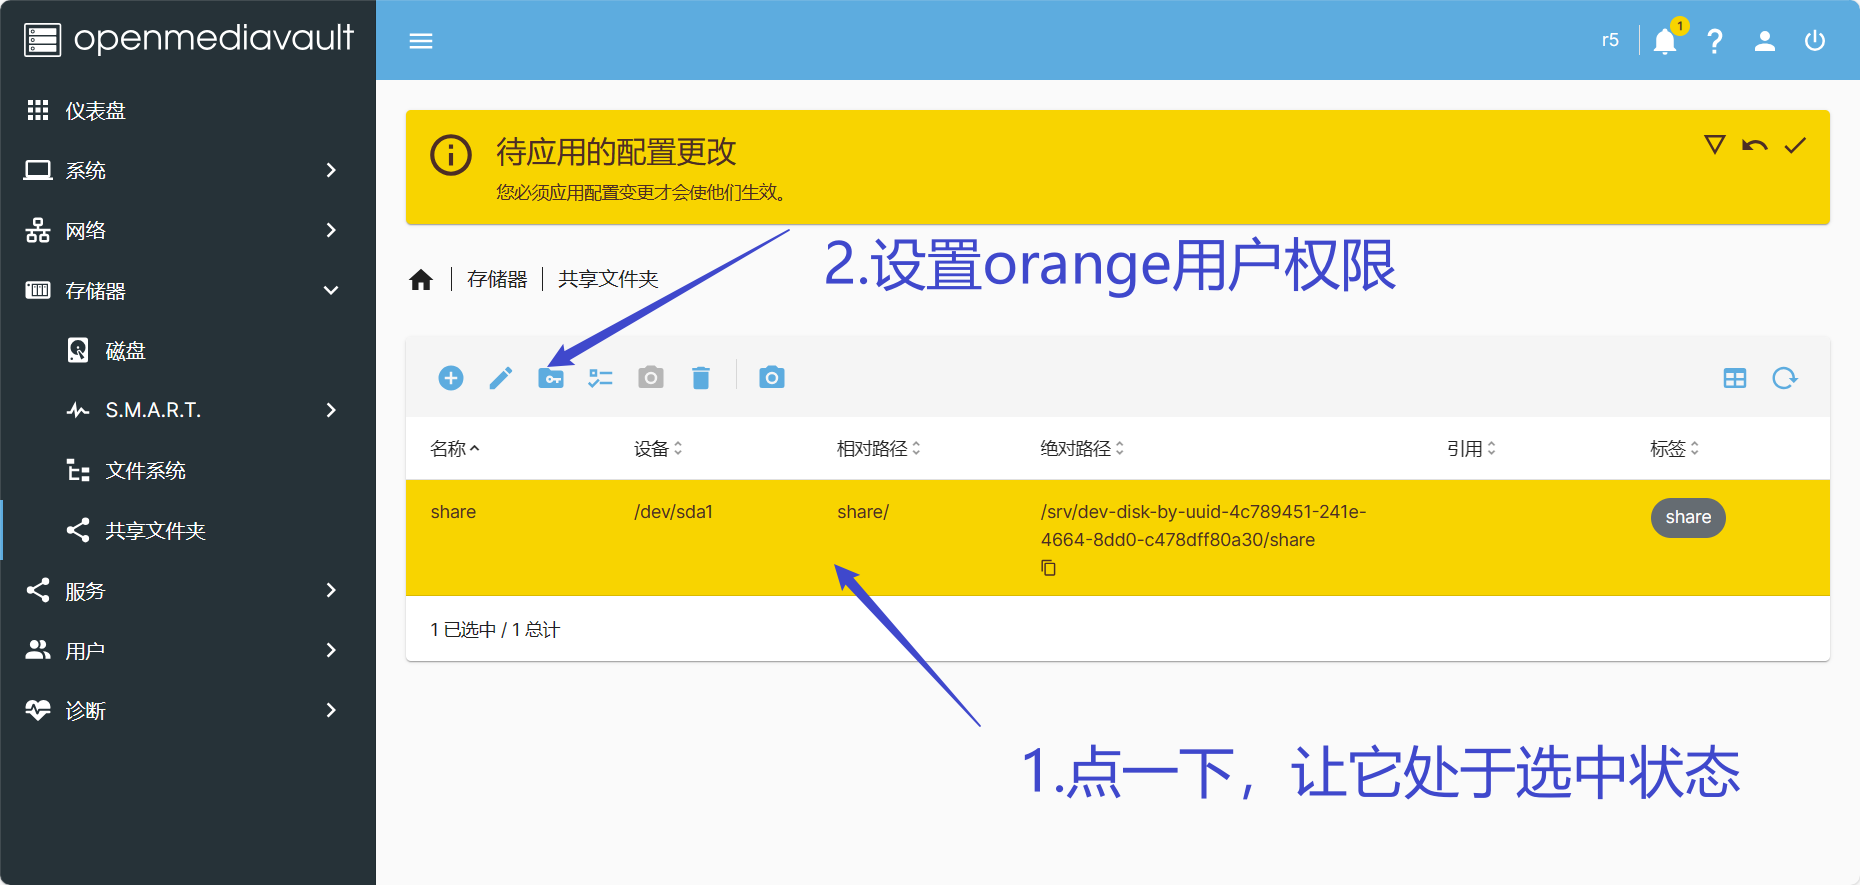 openmediavault
r5
1
仪表盘
系统
网络
存储器
磁盘
S.M.A.R.T.
文件系统
共享文件夹
服务
用户
诊断
待应用的配置更改
您必须应用配置变更才会使他们生效。
存储器 | 共享文件夹
2.设置orange用户权限
名称 设备 相对路径 绝对路径 引用 标签
share /dev/sda1 share/ /srv/dev-disk-by-uuid-4c789451-241e- share
4664-8dd0-c478dff80a30/share
1 已选中 / 1 总计
1.点一下，让它处于选中状态